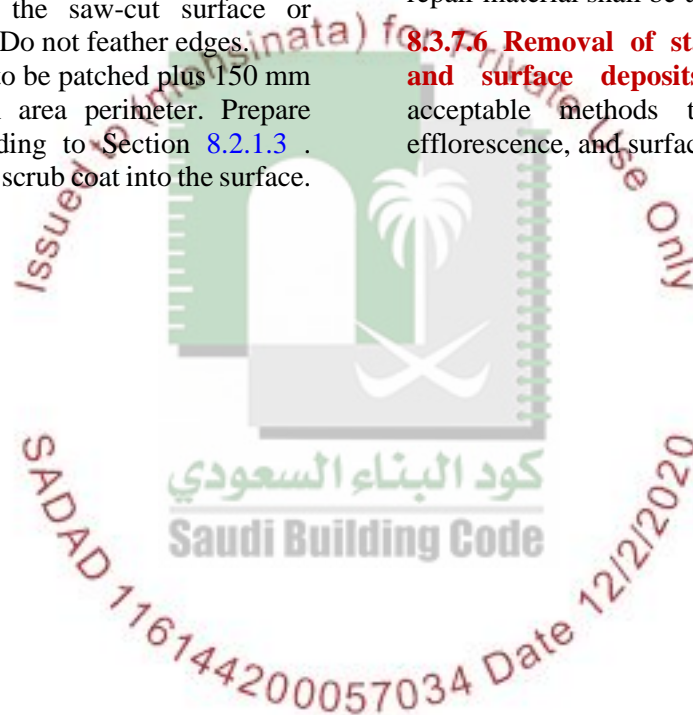 the saw-cut surface or
Do not feather edges.
to be patched plus 150 mm
area perimeter. Prepare
ding to Section 8.2.1.3 .
scrub coat into the surface.
repair material shall be
8.3.7.6 Removal of
and surface deposits
acceptable methods
efflorescence, and
Issued to (mohsinata) for Private Use Only
كود البناء السعودي
Saudi Building Code
SADAD 116144200057034 Date 12/2/2020